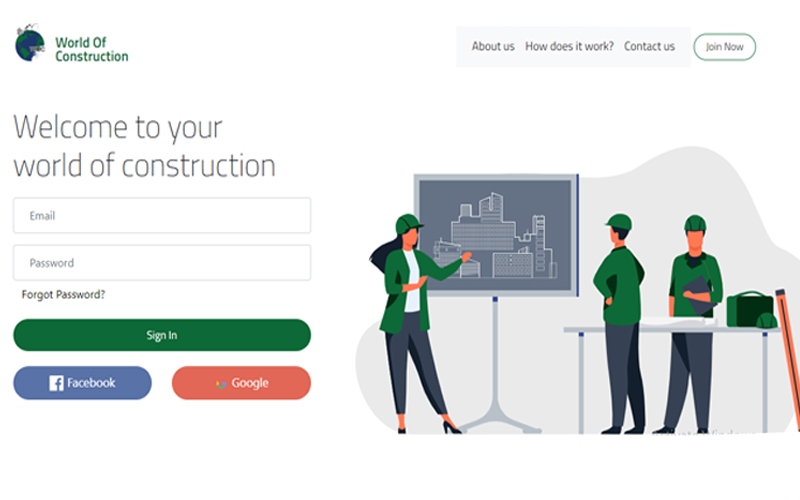 World Of
Construction
About us
How does it work?
Contact us
Join Now
Welcome to your
world of construction
Email
Password
Forgot Password?
Sign In
Facebook
Google